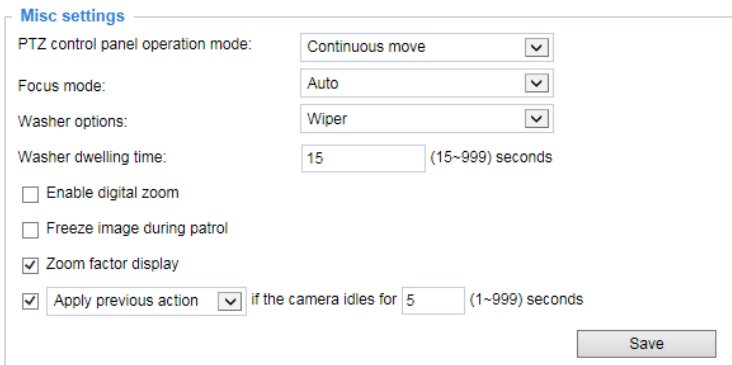 Misc settings
PTZ control panel operation mode: Continuous move
Focus mode: Auto
Washer options: Wiper
Washer dwelling time: 15 (15~999) seconds
Enable digital zoom
Freeze image during patrol
Zoom factor display
Apply previous action if the camera idles for 5 (1~999) seconds
Save